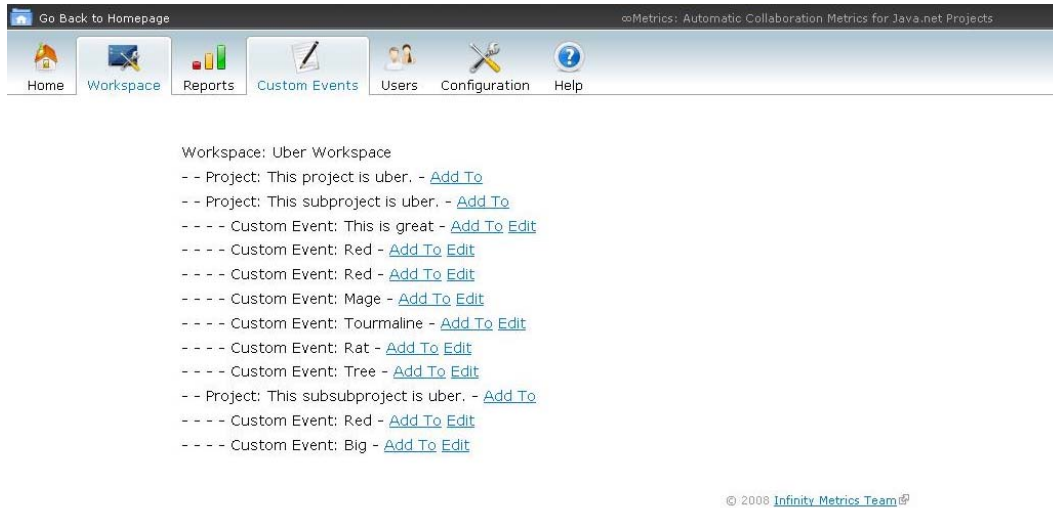 Go Back to Homepage
∞Metrics: Automatic Collaboration Metrics for Java.net Projects
Home Workspace Reports Custom Events Users Configuration Help
Workspace: Uber Workspace
- - Project: This project is uber. - Add To
- - Project: This subproject is uber. - Add To
- - - - Custom Event: This is great - Add To Edit
- - - - Custom Event: Red - Add To Edit
- - - - Custom Event: Red - Add To Edit
- - - - Custom Event: Mage - Add To Edit
- - - - Custom Event: Tourmaline - Add To Edit
- - - - Custom Event: Rat - Add To Edit
- - - - Custom Event: Tree - Add To Edit
- - Project: This subsubproject is uber. - Add To
- - - - Custom Event: Red - Add To Edit
- - - - Custom Event: Big - Add To Edit
© 2008 Infinity Metrics Team